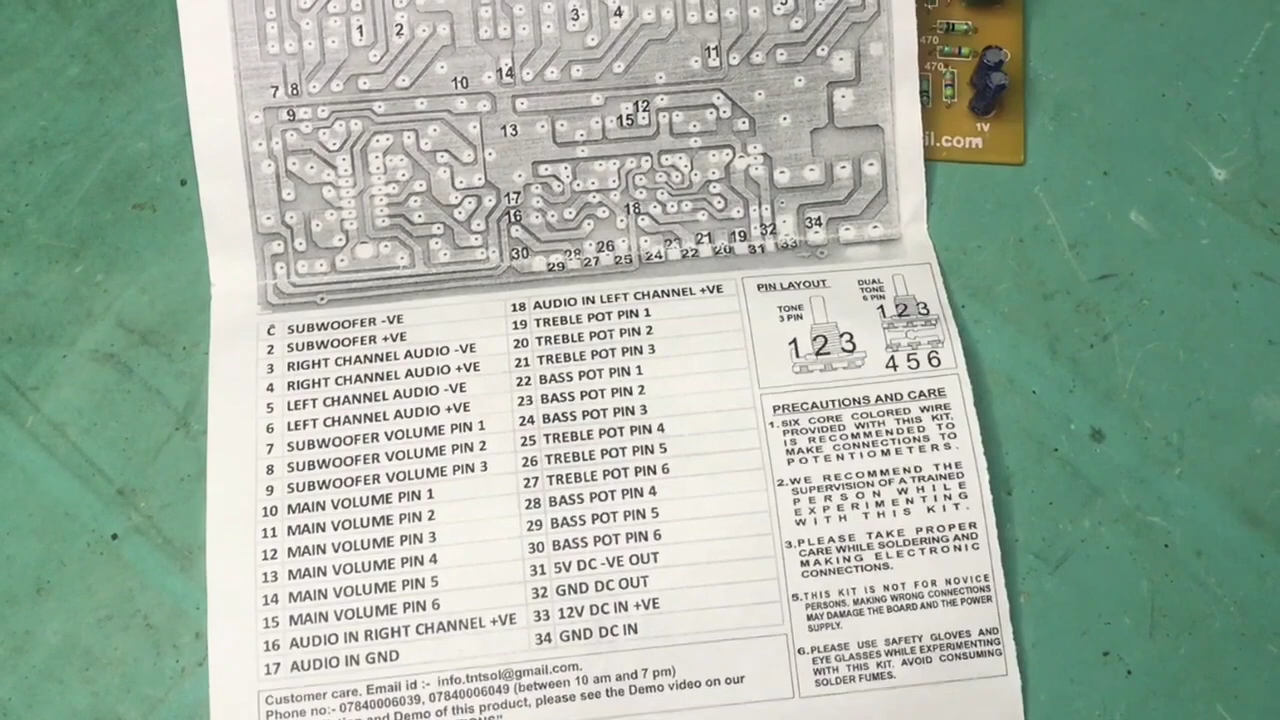 1
2
3
4
5
7
8
9
10
11
12
13
14
15
16
17
18
30
29
28
27
26
25
24
23
22
21
20
19
31
32
33
34
470
470
1V
il.com
SUBWOOFER -VE
2 SUBWOOFER +VE
3 RIGHT CHANNEL AUDIO -VE
4 RIGHT CHANNEL AUDIO +VE
5 LEFT CHANNEL AUDIO -VE
6 LEFT CHANNEL AUDIO +VE
7 SUBWOOFER VOLUME PIN 1
8 SUBWOOFER VOLUME PIN 2
9 SUBWOOFER VOLUME PIN 3
10 MAIN VOLUME PIN 1
11 MAIN VOLUME PIN 2
12 MAIN VOLUME PIN 3
13 MAIN VOLUME PIN 4
14 MAIN VOLUME PIN 5
15 MAIN VOLUME PIN 6
16 AUDIO IN RIGHT CHANNEL +VE
17 AUDIO IN GND
18 AUDIO IN LEFT CHANNEL +VE
19 TREBLE POT PIN 1
20 TREBLE POT PIN 2
21 TREBLE POT PIN 3
22 BASS POT PIN 1
23 BASS POT PIN 2
24 BASS POT PIN 3
25 TREBLE POT PIN 4
26 TREBLE POT PIN 5
27 TREBLE POT PIN 6
28 BASS POT PIN 4
29 BASS POT PIN 5
30 BASS POT PIN 6
31 5V DC -VE OUT
32 GND DC OUT
33 12V DC IN +VE
34 GND DC IN
PIN LAYOUT
TONE
3 PIN
1 2 3
DUAL
TONE
6 PIN
1 2 3
4 5 6
PRECAUTIONS AND CARE
1.SIX CORE COLORED WIRE
PROVIDED WITH THIS KIT,
IS RECOMMENDED TO
MAKE CONNECTIONS TO
POTENTIOMETERS.
2.WE RECOMMEND THE
SUPERVISION OF A TRAINED
PERSON WHILE
EXPERIMENTING
WITH THIS KIT.
3.PLEASE TAKE PROPER
CARE WHILE SOLDERING AND
MAKING ELECTRONIC
CONNECTIONS.
5.THIS KIT IS NOT FOR NOVICE
PERSONS. MAKING WRONG CONNECTIONS
MAY DAMAGE THE BOARD AND THE POWER
SUPPLY.
6.PLEASE USE SAFETY GLOVES AND
EYE GLASSES WHILE EXPERIMENTING
WITH THIS KIT. AVOID CONSUMING
SOLDER FUMES.
Customer care. Email id :- info.tntsol@gmail.com.
Phone no:- 07840006039, 07840006049 (between 10 am and 7 pm)
and Demo of this product, please see the Demo video on our